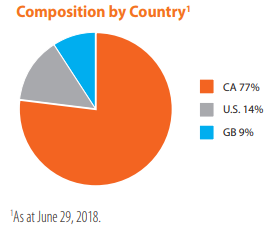 Composition by Country¹
CA 77%
U.S. 14%
GB 9%
¹As at June 29, 2018.